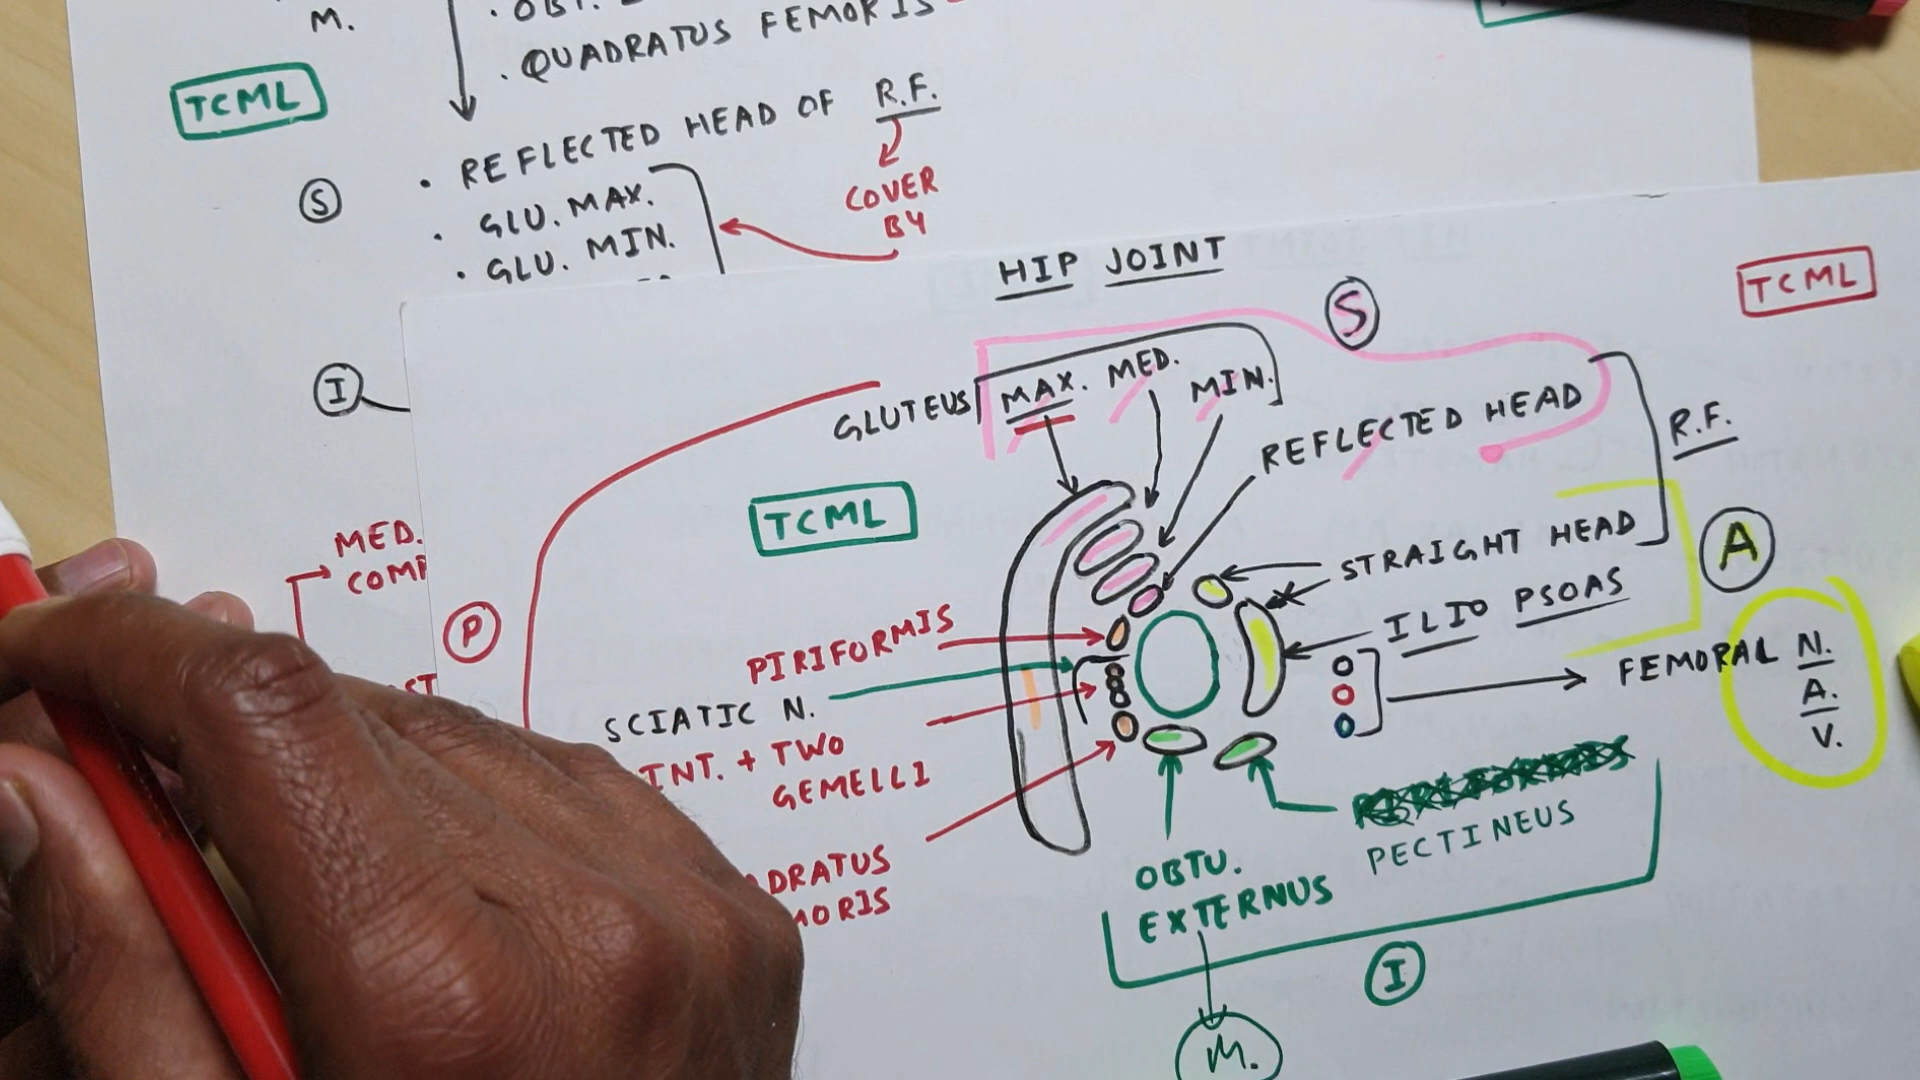 M.
QUADRATUS FEMORIS
TCML
• REFLECTED HEAD OF R.F.
S
• GLU. MAX.
• GLU. MIN.
COVER
BY
I
MED.
P
HIP JOINT
TCML
S
GLUTEUS MAX. MED. MIN.
REFLECTED HEAD
R.F.
TCML
STRAIGHT HEAD
A
ILIO PSOAS
PIRIFORMIS
SCIATIC N.
INT. + TWO
GEMELLI
FEMORAL N.
A.
V.
PECTINEUS
OBTU.
EXTERNUS
I
M.